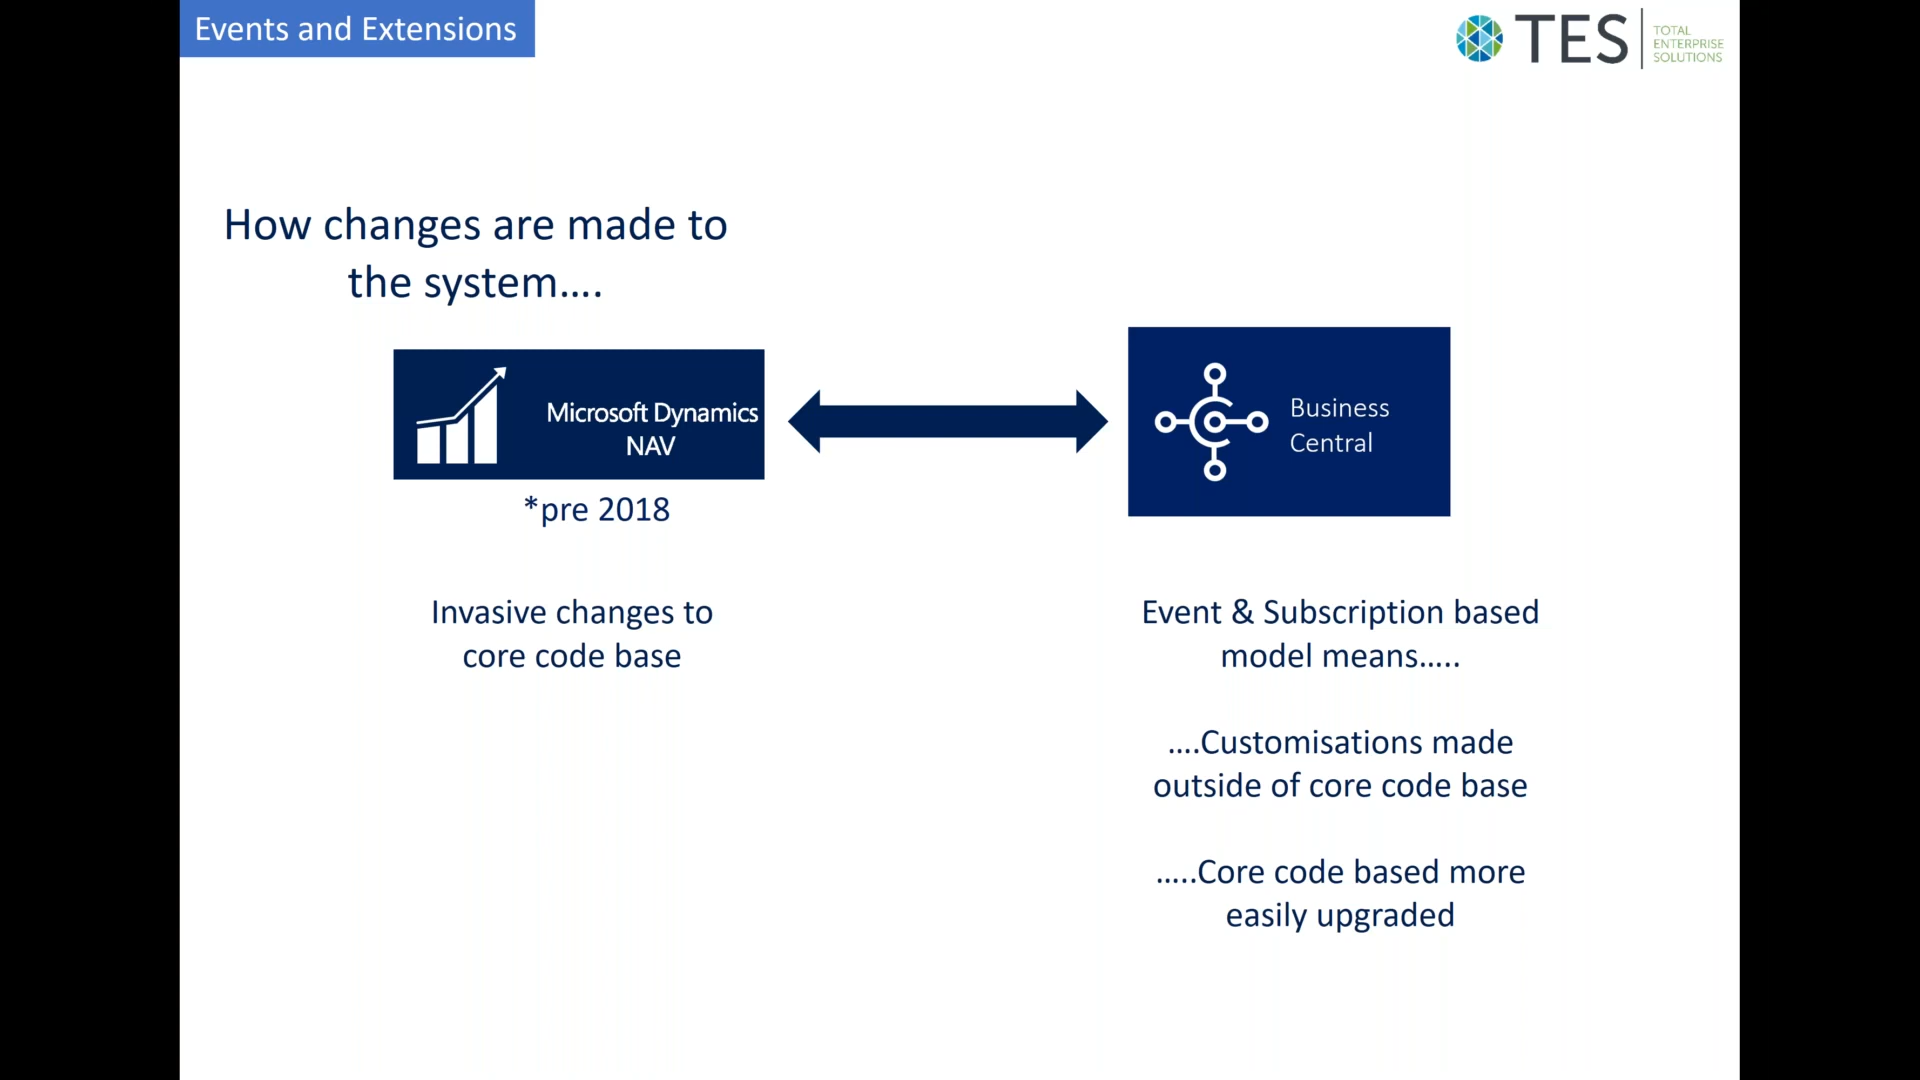 Events and Extensions
TES
TOTAL
ENTERPRISE
SOLUTIONS
How changes are made to
the system....
Microsoft Dynamics
NAV
*pre 2018
Business
Central
Invasive changes to
core code base
Event & Subscription based
model means.....
....Customisations made
outside of core code base
.....Core code based more
easily upgraded